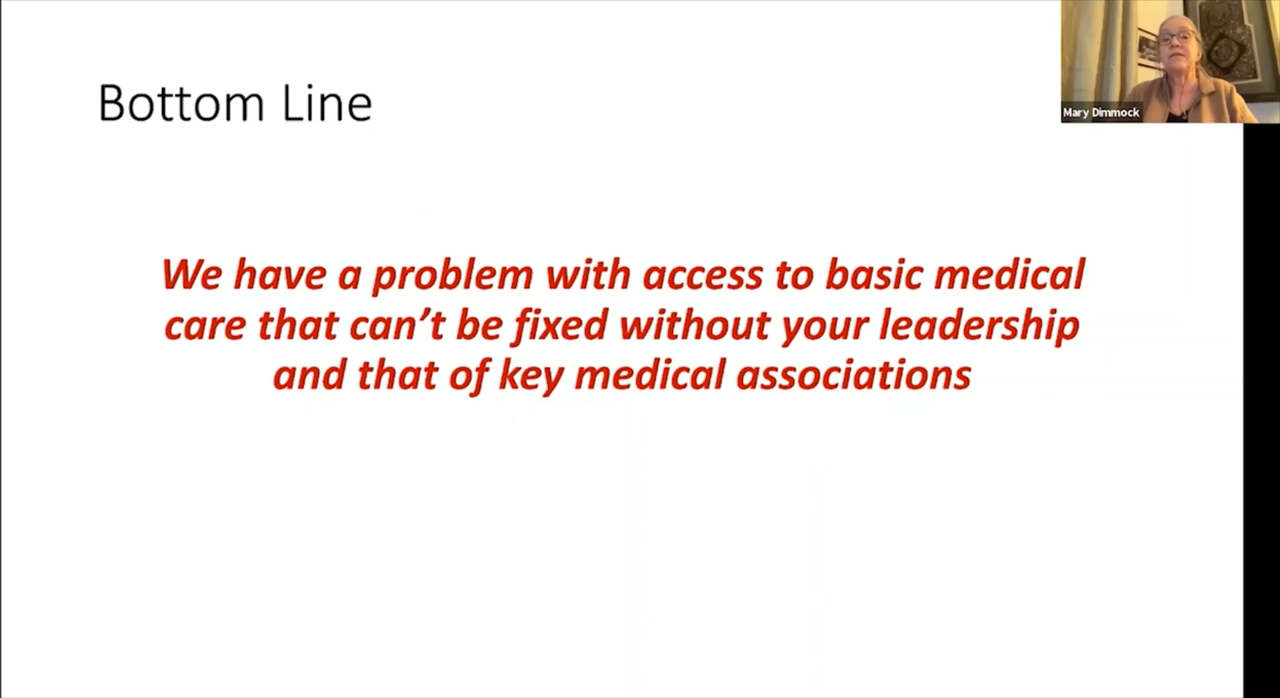 Bottom Line
Mary Dimmock
We have a problem with access to basic medical
care that can’t be fixed without your leadership
and that of key medical associations